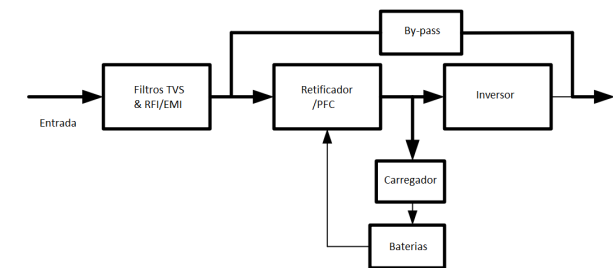 By-pass
Filtros TVS
& RFI/EMI
Retificador
/PFC
Inversor
Entrada
Carregador
Baterias